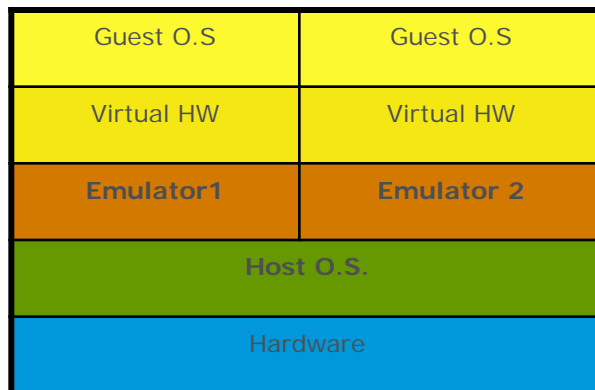 Guest O.S Guest O.S
Virtual HW Virtual HW
Emulator1 Emulator 2
Host O.S.
Hardware